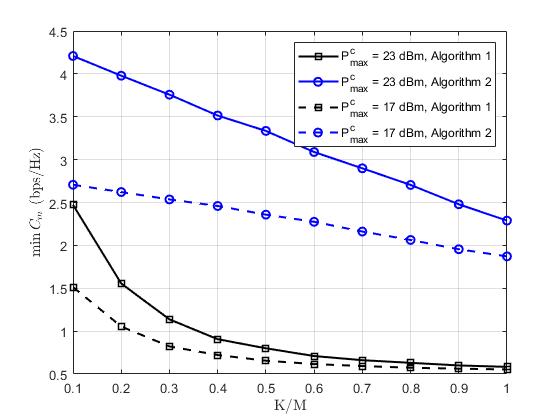 4.5
4
3.5
3
2.5
2
1.5
1
0.5
min C_m (bps/Hz)
P^c_max = 23 dBm, Algorithm 1
P^c_max = 23 dBm, Algorithm 2
P^c_max = 17 dBm, Algorithm 1
P^c_max = 17 dBm, Algorithm 2
0.1 0.2 0.3 0.4 0.5 0.6 0.7 0.8 0.9 1
K/M